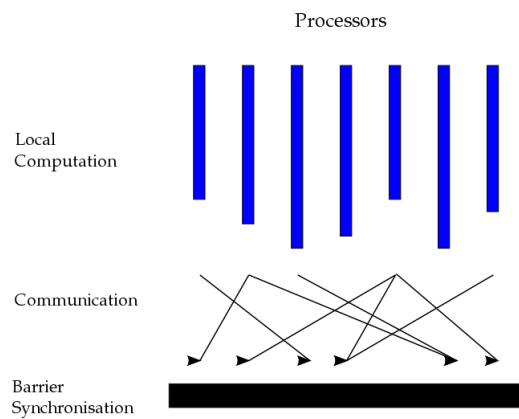 Processors
Local
Computation
Communication
Barrier
Synchronisation